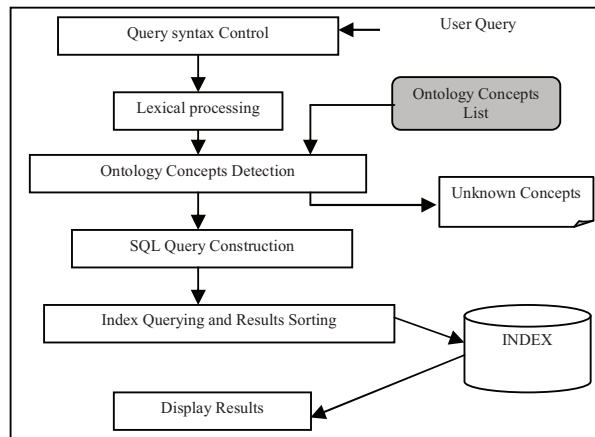 Query syntax Control
User Query
Lexical processing
Ontology Concepts
List
Ontology Concepts Detection
Unknown Concepts
SQL Query Construction
Index Querying and Results Sorting
INDEX
Display Results